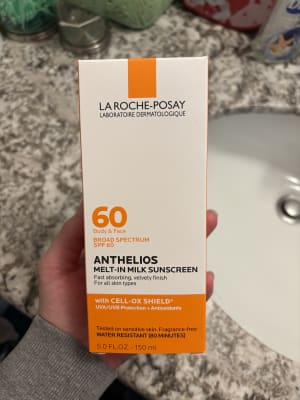 LA ROCHE-POSAY
LABORATOIRE DERMATOLOGIQUE
60
Body & Face
BROAD SPECTRUM
SPF 60
ANTHELIOS
MELT-IN MILK SUNSCREEN
Fast absorbing, velvety finish
For all skin types
with CELL-OX SHIELD®
UVA/UVB Protection + Antioxidants
Tested on sensitive skin. Fragrance-free
WATER RESISTANT (80 MINUTES)
5.0 FL.OZ. - 150 ml